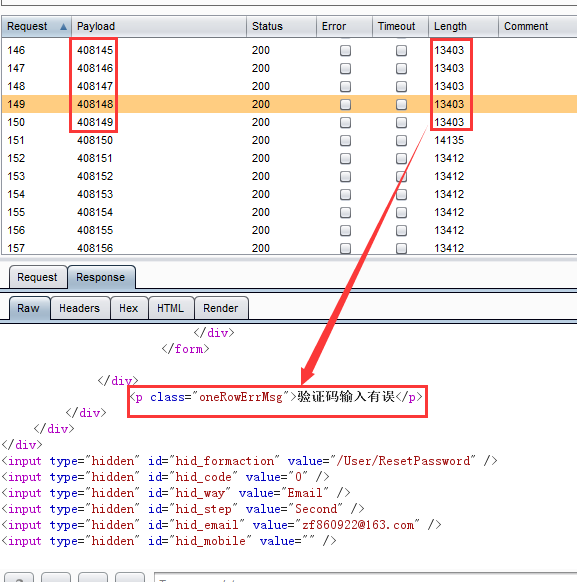 Request Payload Status Error Timeout Length Comment
146 408145 200 13403
147 408146 200 13403
148 408147 200 13403
149 408148 200 13403
150 408149 200 13403
151 408150 200 14135
152 408151 200 13412
153 408152 200 13412
154 408153 200 13412
155 408154 200 13412
156 408155 200 13412
157 408156 200 13412
Request Response
Raw Headers Hex HTML Render
</div>
</form>
</div>
<p class="oneRowErrMsg">验证码输入有误</p>
</div>
</div>
</div>
<input type="hidden" id="hid_formaction" value="/User/ResetPassword" />
<input type="hidden" id="hid_code" value="0" />
<input type="hidden" id="hid_way" value="Email" />
<input type="hidden" id="hid_step" value="Second" />
<input type="hidden" id="hid_email" value="zf860922@163.com" />
<input type="hidden" id="hid_mobile" value="" />